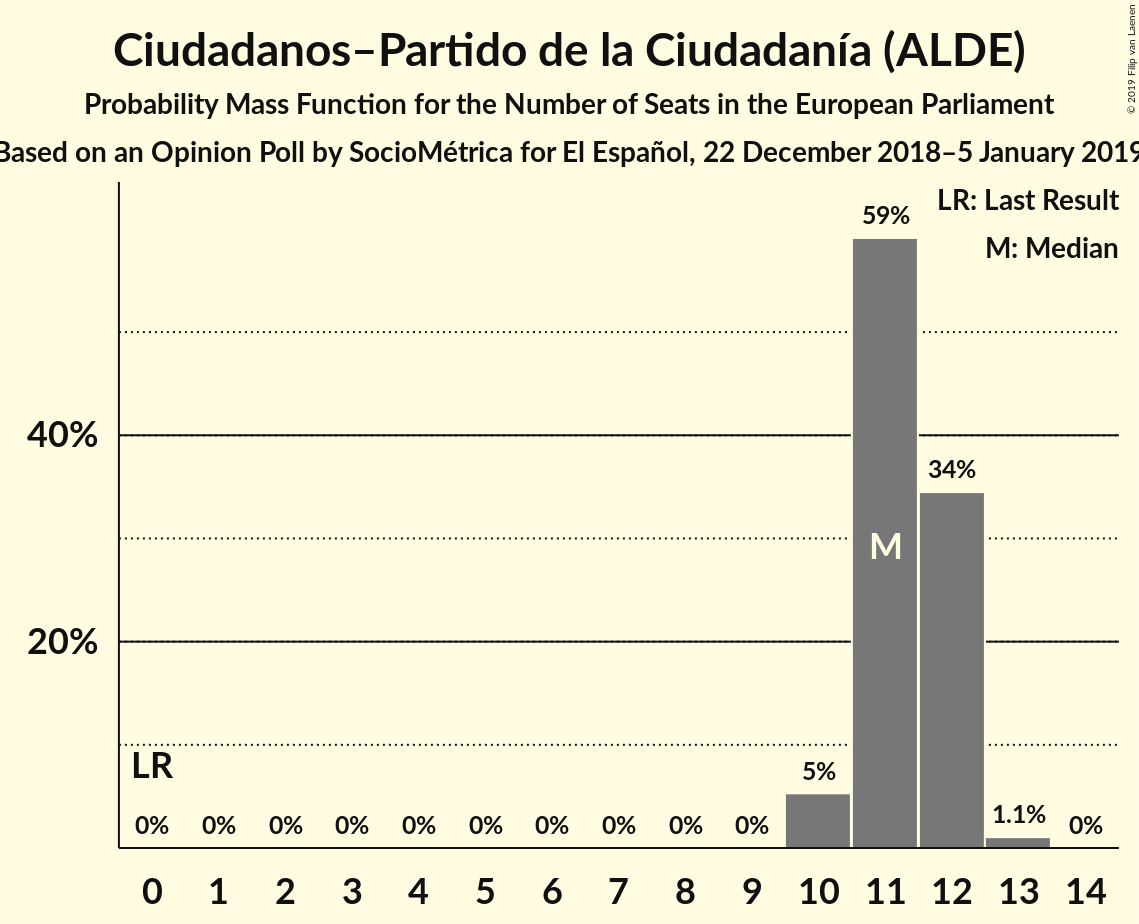 Ciudadanos–Partido de la Ciudadanía (ALDE)
Probability Mass Function for the Number of Seats in the European Parliament
Based on an Opinion Poll by SocioMétrica for El Español, 22 December 2018–5 January 2019
© 2019 Filip van Laenen
LR: Last Result
M: Median
59%
40%
34%
M
20%
LR
5%
1.1%
0% 0% 0% 0% 0% 0% 0% 0% 0% 0% 0%
0 1 2 3 4 5 6 7 8 9 10 11 12 13 14